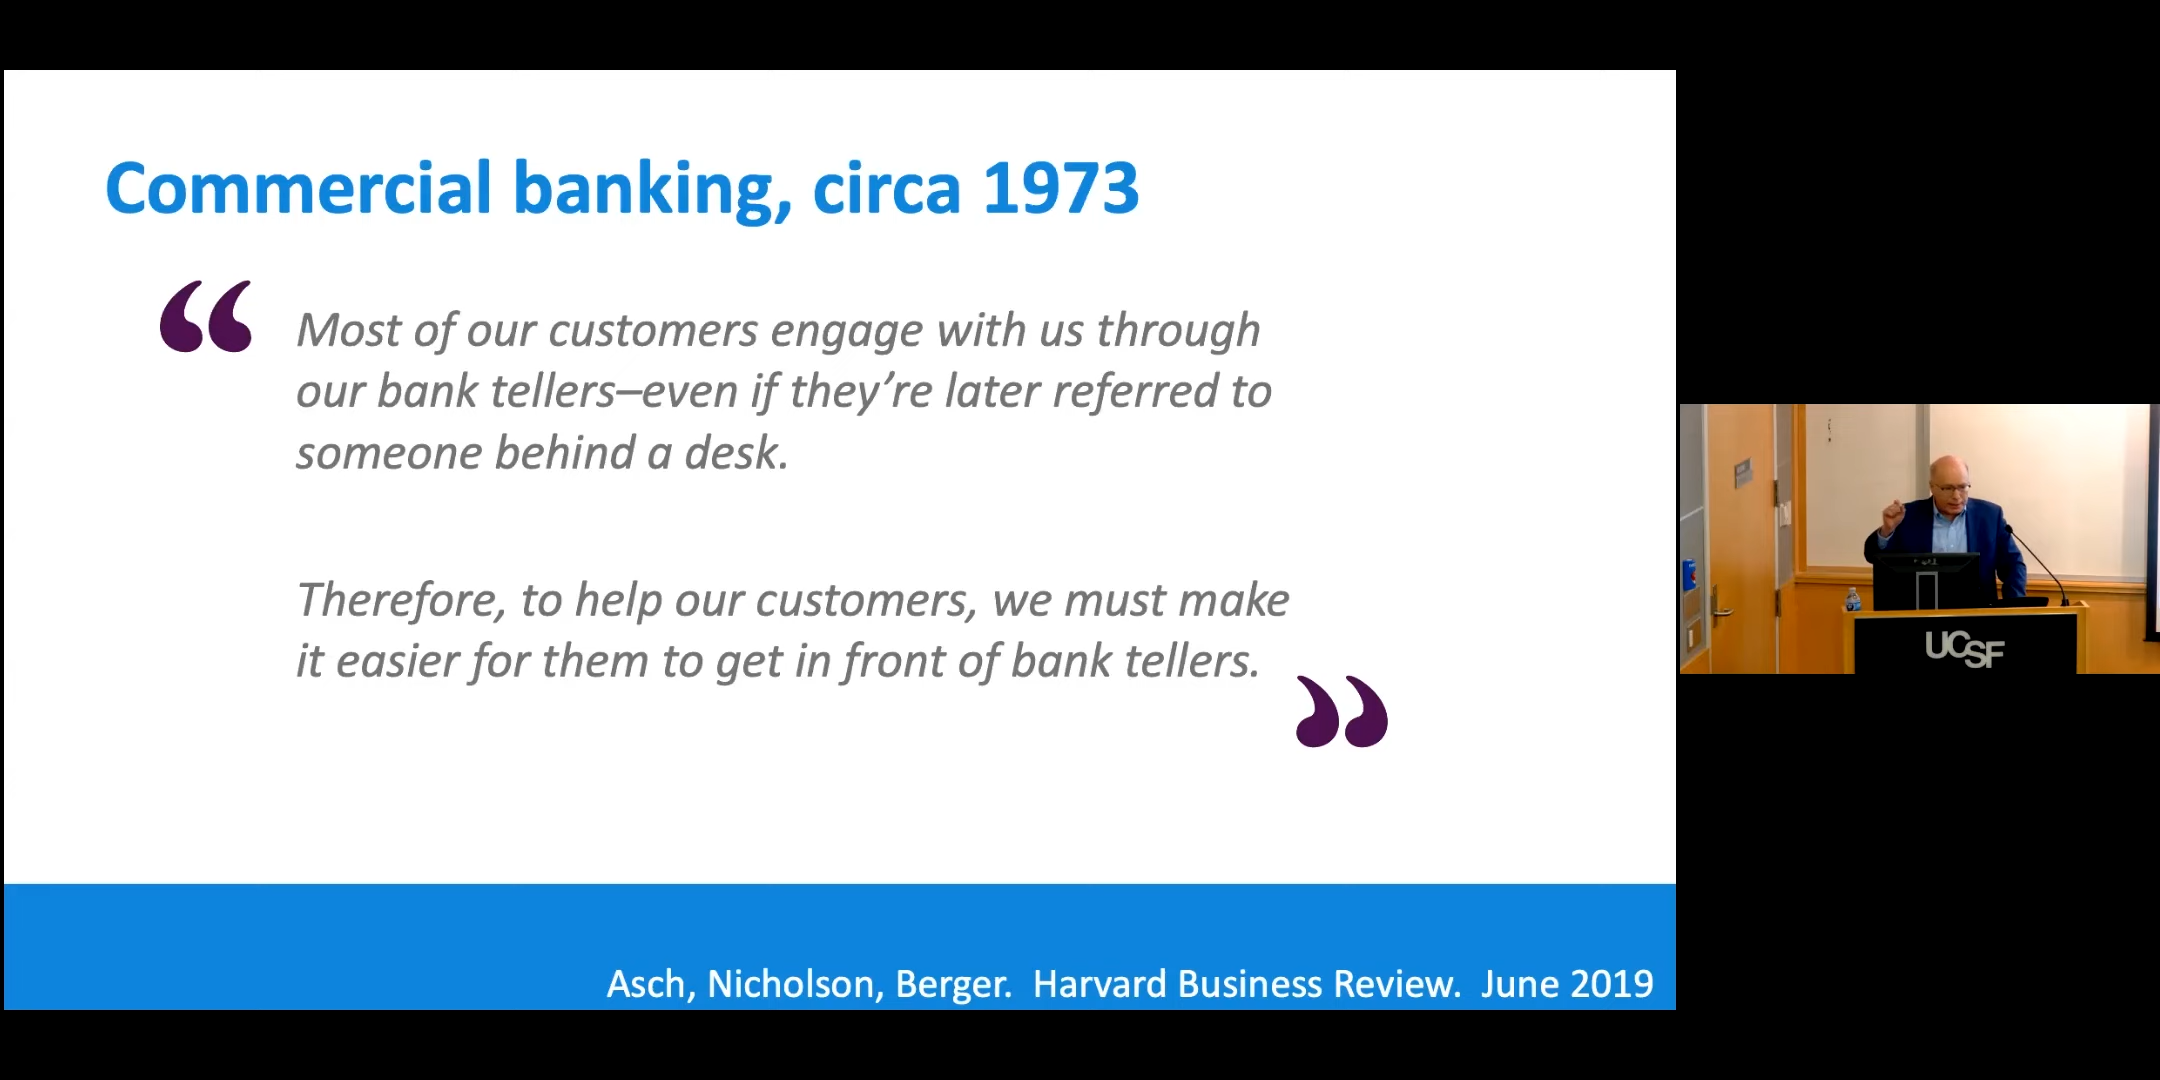 Commercial banking, circa 1973
“ Most of our customers engage with us through
our bank tellers–even if they’re later referred to
someone behind a desk.
Therefore, to help our customers, we must make
it easier for them to get in front of bank tellers. ”
Asch, Nicholson, Berger.  Harvard Business Review.  June 2019
UCSF